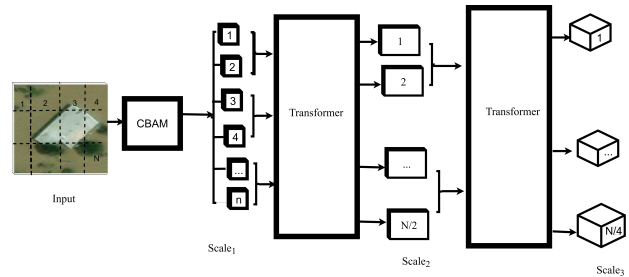 1 2 3 4
N
Input
CBAM
1
2
3
4
...
n
Scale1
Transformer
1
2
...
N/2
Scale2
Transformer
1
...
N/4
Scale3